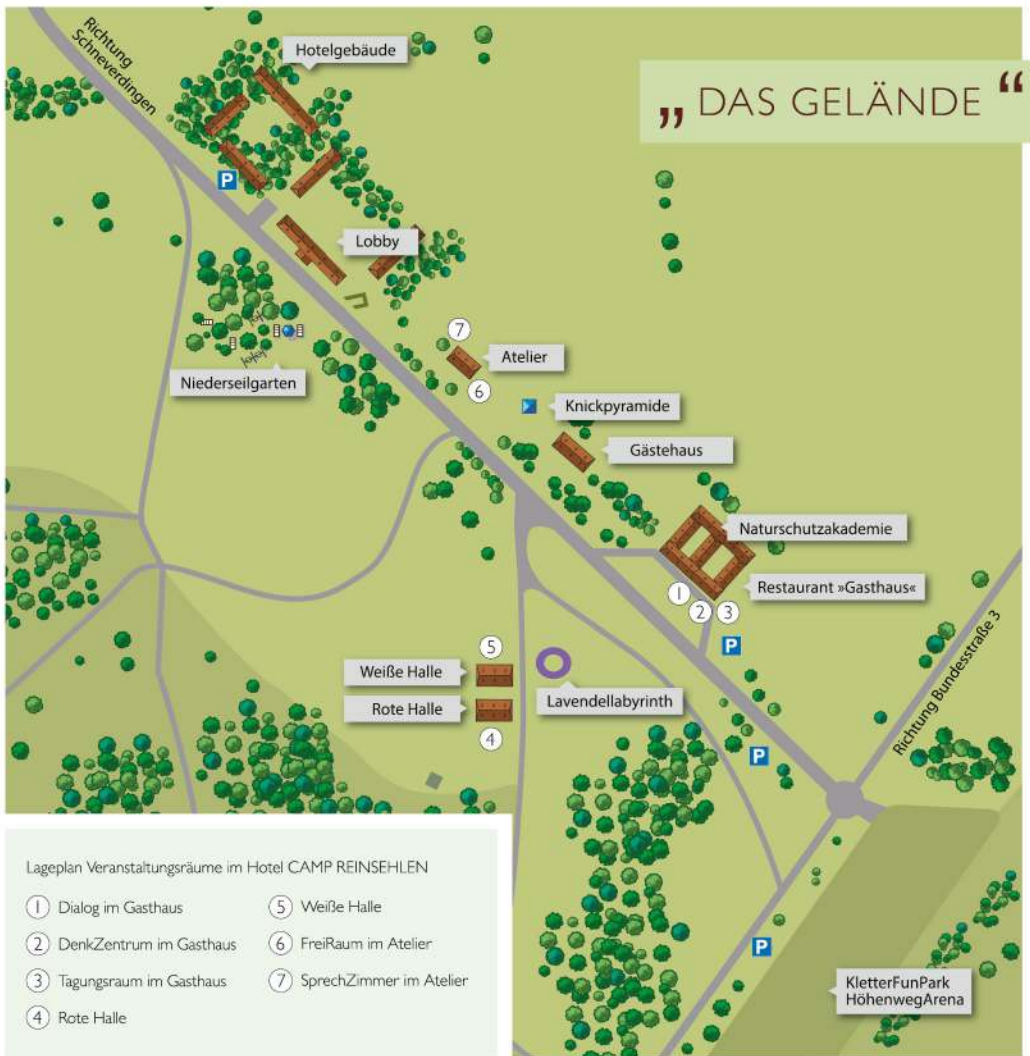 Richtung
Schneverdingen
Hotelgebäude
„ DAS GELÄNDE “
P
Lobby
7
Atelier
Niederseilgarten
6
Knickpyramide
Gästehaus
Naturschutzakademie
Restaurant »Gasthaus«
1
2
3
P
Richtung Bundesstraße 3
5
Weiße Halle
Lavendellabyrinth
Rote Halle
4
P
P
KletterFunPark
HöhenwegArena
Lageplan Veranstaltungsräume im Hotel CAMP REINSEHLEN
1 Dialog im Gasthaus
2 DenkZentrum im Gasthaus
3 Tagungsraum im Gasthaus
4 Rote Halle
5 Weiße Halle
6 FreiRaum im Atelier
7 SprechZimmer im Atelier